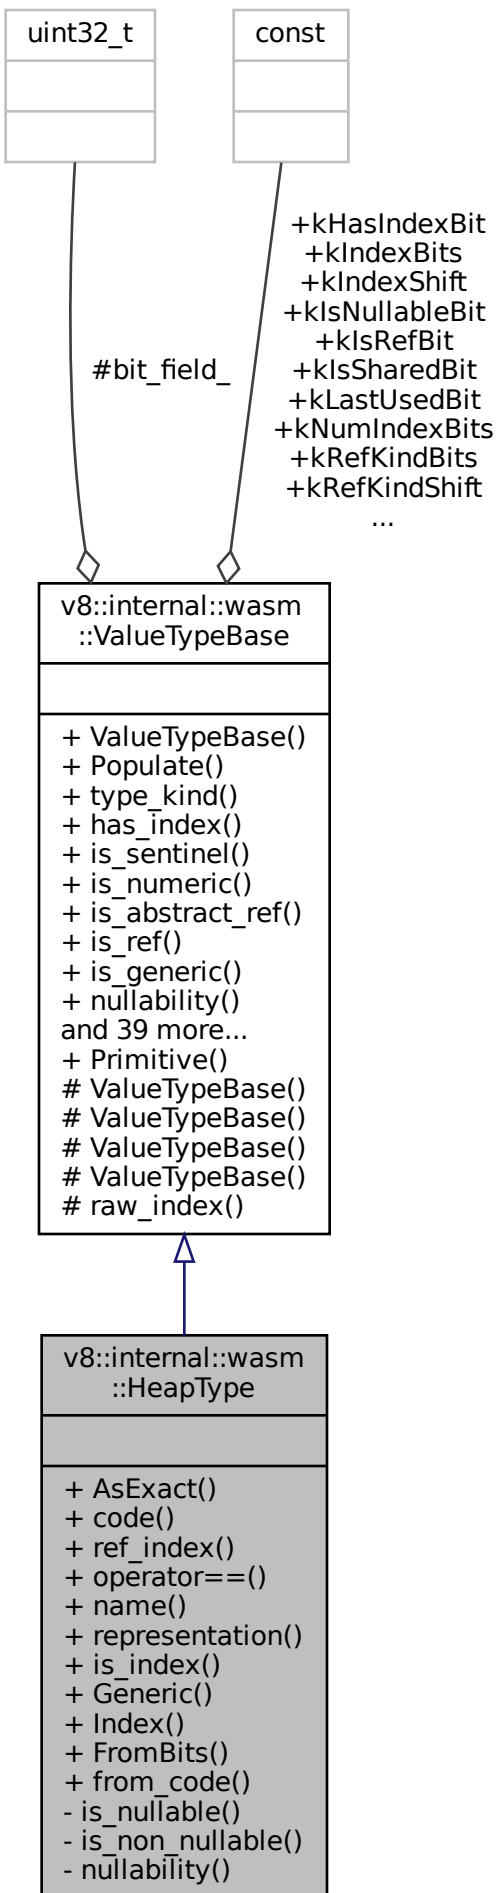 uint32_t
const
+kHasIndexBit
+kIndexBits
+kIndexShift
+kIsNullableBit
+kIsRefBit
#bit_field_
+kIsSharedBit
+kLastUsedBit
+kNumIndexBits
+kRefKindBits
+kRefKindShift
...
v8::internal::wasm
::ValueTypeBase
+ ValueTypeBase()
+ Populate()
+ type_kind()
+ has_index()
+ is_sentinel()
+ is_numeric()
+ is_abstract_ref()
+ is_ref()
+ is_generic()
+ nullability()
and 39 more...
+ Primitive()
# ValueTypeBase()
# ValueTypeBase()
# ValueTypeBase()
# ValueTypeBase()
# raw_index()
v8::internal::wasm
::HeapType
+ AsExact()
+ code()
+ ref_index()
+ operator==()
+ name()
+ representation()
+ is_index()
+ Generic()
+ Index()
+ FromBits()
+ from_code()
- is_nullable()
- is_non_nullable()
- nullability()